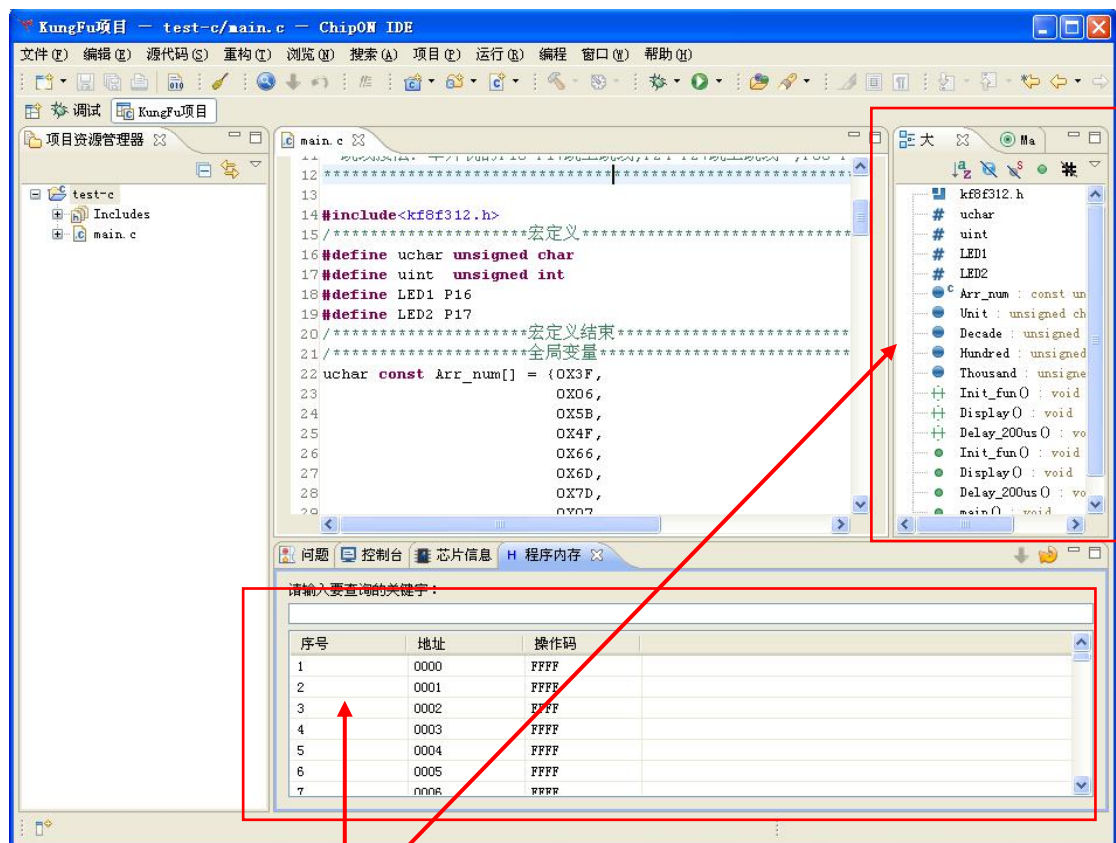 KungFu项目 — test-c/main.c — ChipON IDE
文件(F) 编辑(E) 源代码(S) 重构(T) 浏览(N) 搜索(A) 项目(P) 运行(R) 编程 窗口(W) 帮助(H)
调试 KungFu项目
项目资源管理器
test-c
Includes
main.c
main.c
12 **************************************************************
13
14 #include<kf8f312.h>
15 /*********************宏定义*****************************
16 #define uchar unsigned char
17 #define uint  unsigned int
18 #define LED1 P16
19 #define LED2 P17
20 /*********************宏定义结束*************************
21 /*********************全局变量***************************
22 uchar const Arr_num[] = {0X3F,
23 0X06,
24 0X5B,
25 0X4F,
26 0X66,
27 0X6D,
28 0X7D,
29 0X07
大 Ma
kf8f312.h
# uchar
# uint
# LED1
# LED2
Arr_num : const un
Unit : unsigned ch
Decade : unsigned
Hundred : unsigned
Thousand : unsigne
Init_fun() : void
Display() : void
Delay_200us() : vo
Init_fun() : void
Display() : void
Delay_200us() : vo
main() : void
问题 控制台 芯片信息 H 程序内存
请输入要查询的关键字：
序号 地址 操作码
1 0000 FFFF
2 0001 FFFF
3 0002 FFFF
4 0003 FFFF
5 0004 FFFF
6 0005 FFFF
7 0006 FFFF